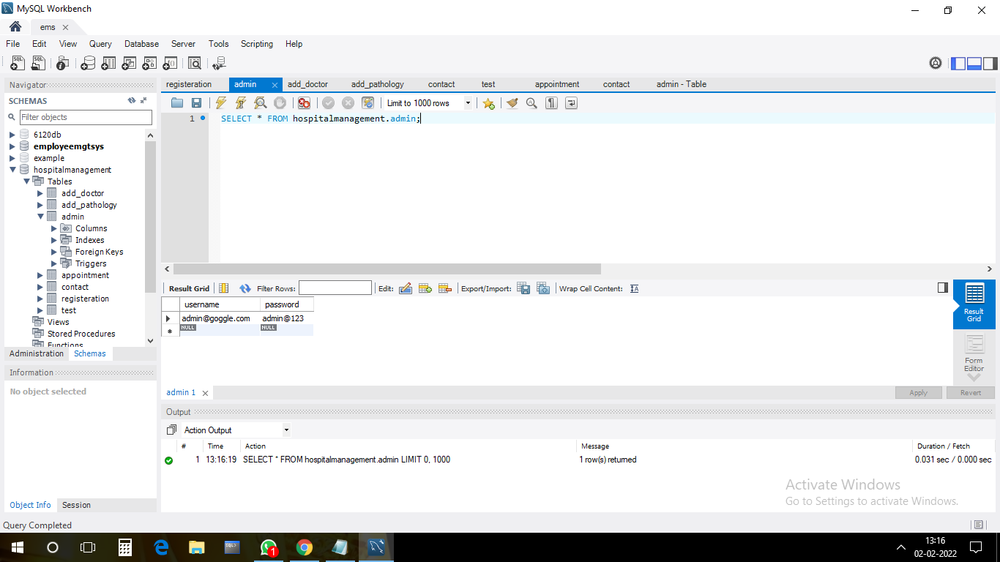 MySQL Workbench
ems
File Edit View Query Database Server Tools Scripting Help
Navigator
SCHEMAS
Filter objects
6120db
employeemgtsys
example
hospitalmanagement
Tables
add_doctor
add_pathology
admin
Columns
Indexes
Foreign Keys
Triggers
appointment
contact
registeration
test
Views
Stored Procedures
Functions
Administration Schemas
Information
No object selected
Object Info Session
registeration admin add_doctor add_pathology contact test appointment contact admin - Table
Limit to 1000 rows
1 SELECT * FROM hospitalmanagement.admin;
Result Grid Filter Rows: Edit: Export/Import: Wrap Cell Content:
username password
admin@goggle.com admin@123
NULL NULL
Result
Grid
Form
Editor
admin 1
Apply Revert
Output
Action Output
# Time Action Message Duration / Fetch
1 13:16:19 SELECT * FROM hospitalmanagement.admin LIMIT 0, 1000 1 row(s) returned 0.031 sec / 0.000 sec
Activate Windows
Go to Settings to activate Windows.
Query Completed
1
13:16
02-02-2022